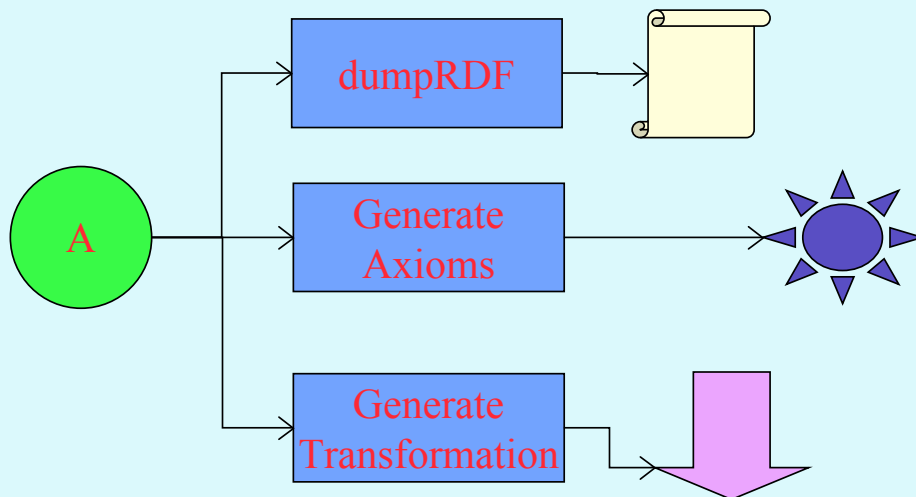 dumpRDF
A
Generate
Axioms
Generate
Transformation